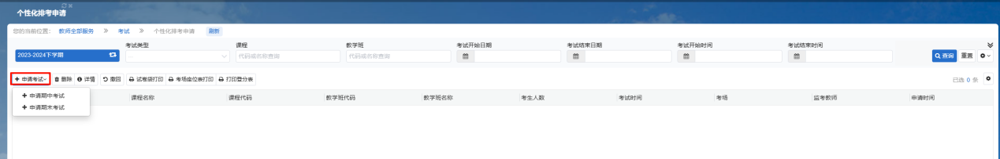 个性化排考申请
您的当前位置： 教师全部服务 » 考试 » 个性化排考申请 刷新
考试类型 课程 教学班 考试开始日期 考试结束日期 考试开始时间 考试结束时间
2023-2024下学期 ... 代码或名称查询 代码或名称查询 查询 重置
申请考试 删除 详情 撤回 试卷袋打印 考场座位表打印 打印登分表 已选 0 条
申请期中考试
申请期末考试
课程名称 课程代码 教学班代码 教学班名称 考生人数 考试时间 考场 监考教师 申请时间